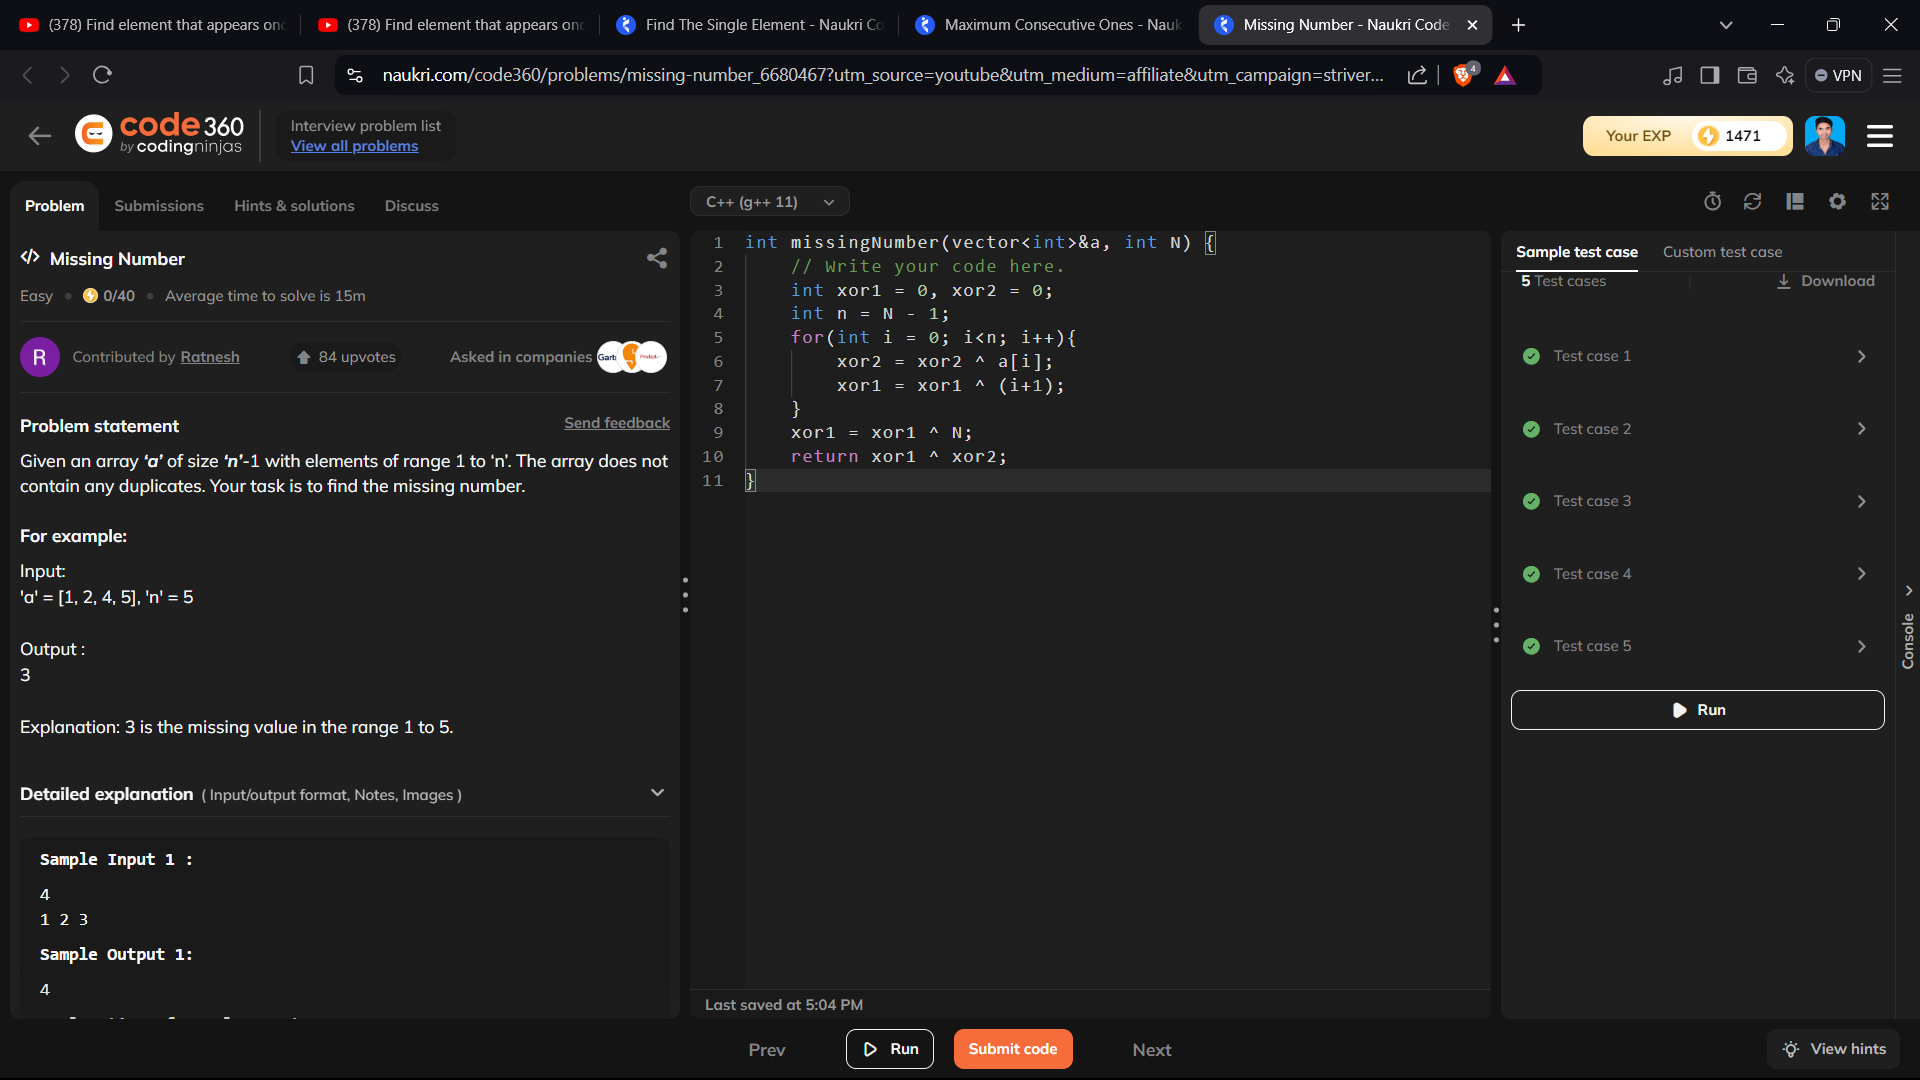 (378) Find element that appears onc
(378) Find element that appears onc
Find The Single Element - Naukri Co
Maximum Consecutive Ones - Nauk
Missing Number - Naukri Code
naukri.com/code360/problems/missing-number_6680467?utm_source=youtube&utm_medium=affiliate&utm_campaign=striver...
4
VPN
code 360
by codingninjas
Interview problem list
View all problems
Your EXP
1471
Problem
Submissions
Hints & solutions
Discuss
Missing Number
Easy
0/40
Average time to solve is 15m
R
Contributed by Ratnesh
84 upvotes
Asked in companies
Problem statement
Send feedback
Given an array ‘a’ of size ‘n’-1 with elements of range 1 to ‘n’. The array does not
contain any duplicates. Your task is to find the missing number.
For example:
Input:
'a' = [1, 2, 4, 5], 'n' = 5
Output :
3
Explanation: 3 is the missing value in the range 1 to 5.
Detailed explanation ( Input/output format, Notes, Images )
Sample Input 1 :
4
1 2 3
Sample Output 1:
4
C++ (g++ 11)
1 int missingNumber(vector<int>&a, int N) {
2 // Write your code here.
3 int xor1 = 0, xor2 = 0;
4 int n = N - 1;
5 for(int i = 0; i<n; i++){
6 xor2 = xor2 ^ a[i];
7 xor1 = xor1 ^ (i+1);
8 }
9 xor1 = xor1 ^ N;
10 return xor1 ^ xor2;
11 }
Last saved at 5:04 PM
Sample test case
Custom test case
5 Test cases
Download
Test case 1
Test case 2
Test case 3
Test case 4
Test case 5
Run
Console
Prev
Run
Submit code
Next
View hints